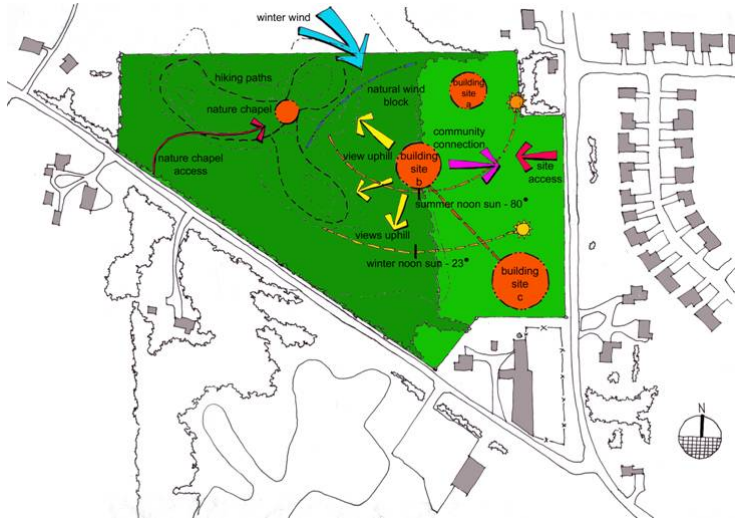 winter wind
hiking paths
nature chapel
nature chapel
access
natural wind
block
building
site
a
community
connection
view uphill
building
site
b
site
access
summer noon sun - 80°
views uphill
winter noon sun - 23°
building
site
c
N